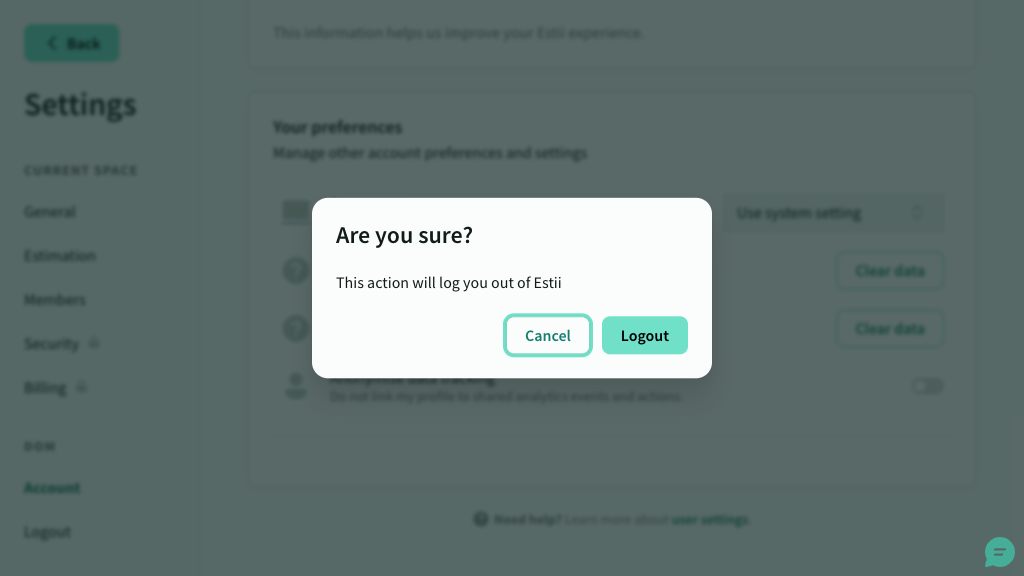 Back
This information helps us improve your Estii experience.
Settings
Your preferences
Manage other account preferences and settings
CURRENT SPACE
General
Use system setting
Estimation
Clear data
Members
Security
Clear data
Billing
Are you sure?
This action will log you out of Estii
Cancel
Logout
Anonymise data tracking
Do not link my profile to shared analytics events and actions.
DOM
Account
Logout
Need help? Learn more about user settings.